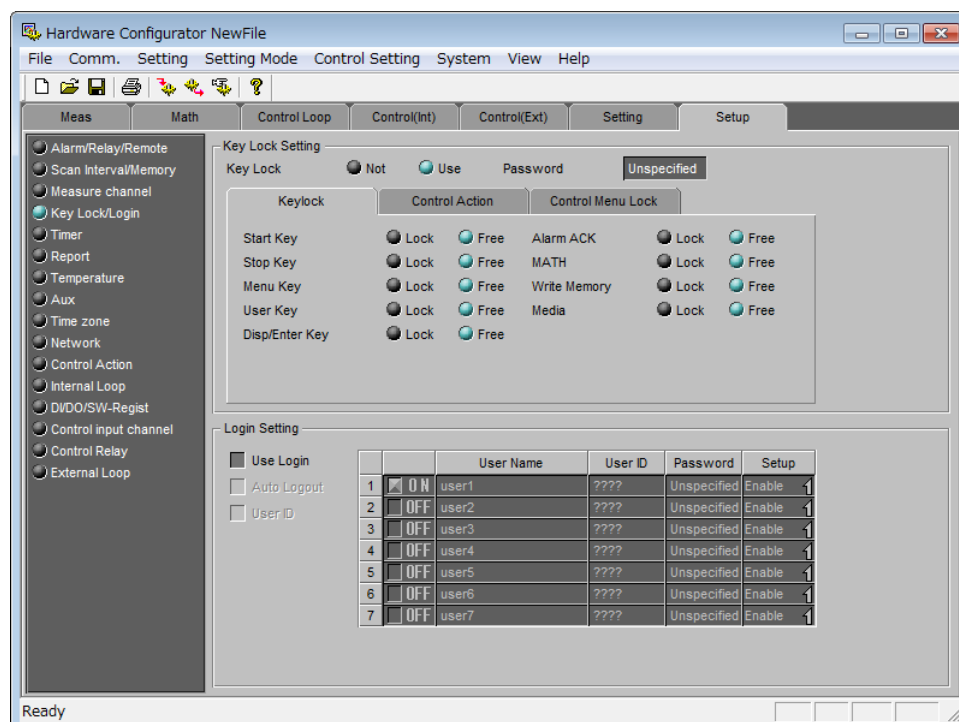 Hardware Configurator NewFile
File Comm. Setting Setting Mode Control Setting System View Help
Meas Math Control Loop Control(Int) Control(Ext) Setting Setup
Alarm/Relay/Remote
Scan Interval/Memory
Measure channel
Key Lock/Login
Timer
Report
Temperature
Aux
Time zone
Network
Control Action
Internal Loop
DI/DO/SW-Regist
Control input channel
Control Relay
External Loop
Key Lock Setting
Key Lock Not Use Password Unspecified
Keylock Control Action Control Menu Lock
Start Key Lock Free Alarm ACK Lock Free
Stop Key Lock Free MATH Lock Free
Menu Key Lock Free Write Memory Lock Free
User Key Lock Free Media Lock Free
Disp/Enter Key Lock Free
Login Setting
Use Login
Auto Logout
User ID
User Name User ID Password Setup
1 ON user1 ???? Unspecified Enable
2 OFF user2 ???? Unspecified Enable
3 OFF user3 ???? Unspecified Enable
4 OFF user4 ???? Unspecified Enable
5 OFF user5 ???? Unspecified Enable
6 OFF user6 ???? Unspecified Enable
7 OFF user7 ???? Unspecified Enable
Ready